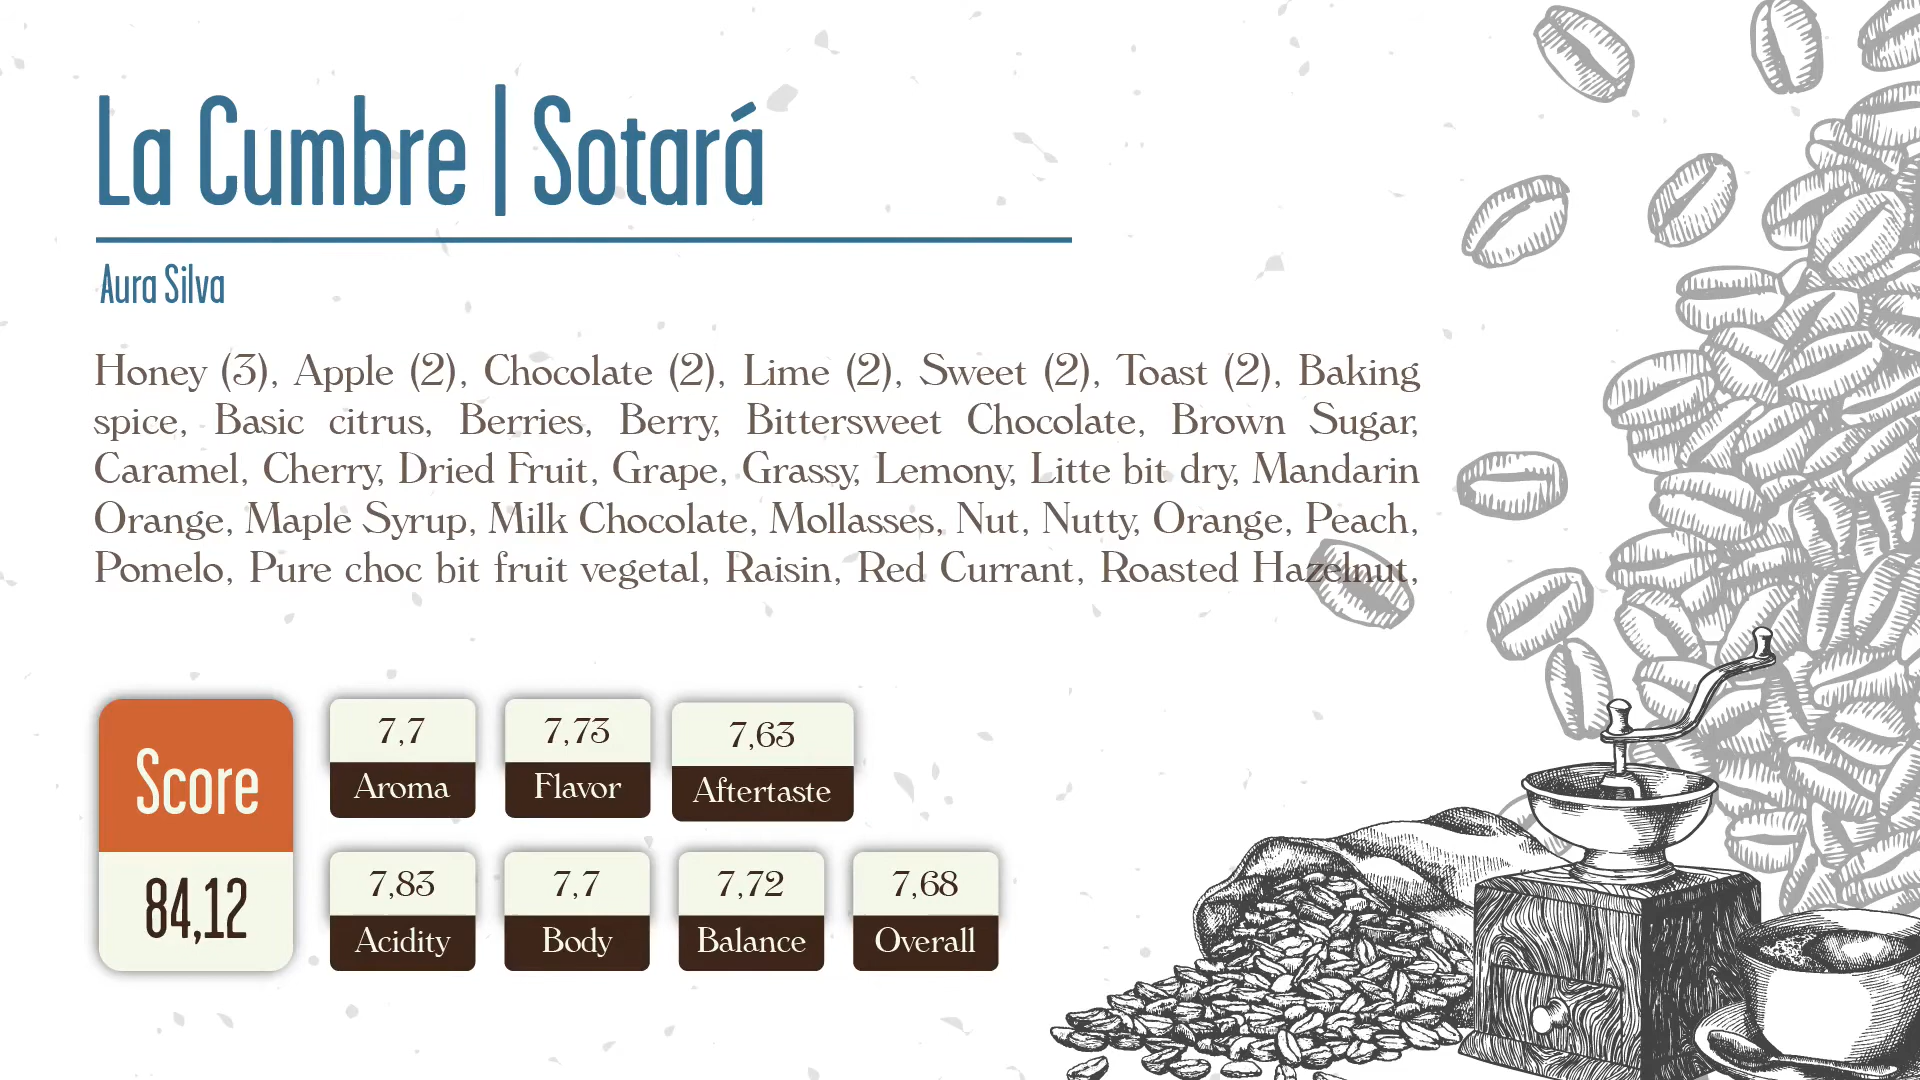 La Cumbre | Sotará
Aura Silva
Honey (3), Apple (2), Chocolate (2), Lime (2), Sweet (2), Toast (2), Baking
spice, Basic citrus, Berries, Berry, Bittersweet Chocolate, Brown Sugar,
Caramel, Cherry, Dried Fruit, Grape, Grassy, Lemony, Litte bit dry, Mandarin
Orange, Maple Syrup, Milk Chocolate, Mollasses, Nut, Nutty, Orange, Peach,
Pomelo, Pure choc bit fruit vegetal, Raisin, Red Currant, Roasted Hazelnut,
Score
84,12
7,7
Aroma
7,73
Flavor
7,63
Aftertaste
7,83
Acidity
7,7
Body
7,72
Balance
7,68
Overall